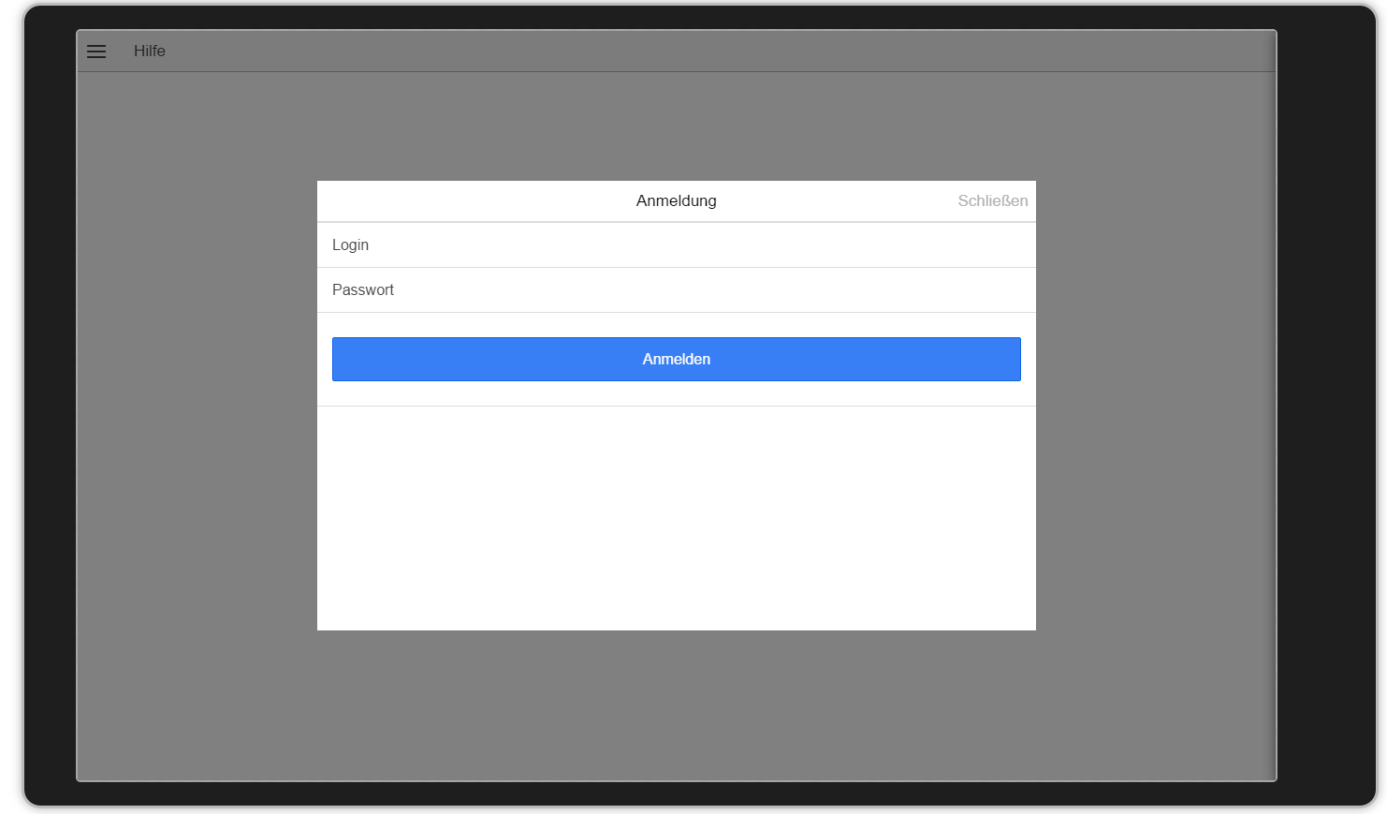 Hilfe
Anmeldung
Schließen
Login
Passwort
Anmelden